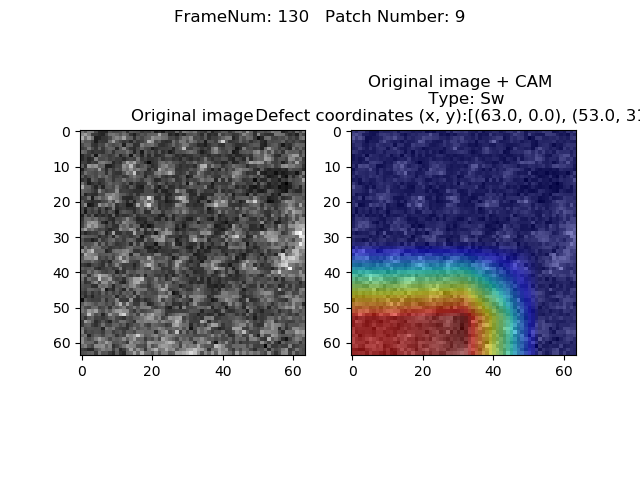 FrameNum: 130   Patch Number: 9
Original image + CAM
Type: Sw
Original image
Defect coordinates (x, y):[(63.0, 0.0), (53.0, 31
0
10
20
30
40
50
60
0 20 40 60
0
10
20
30
40
50
60
0 20 40 60